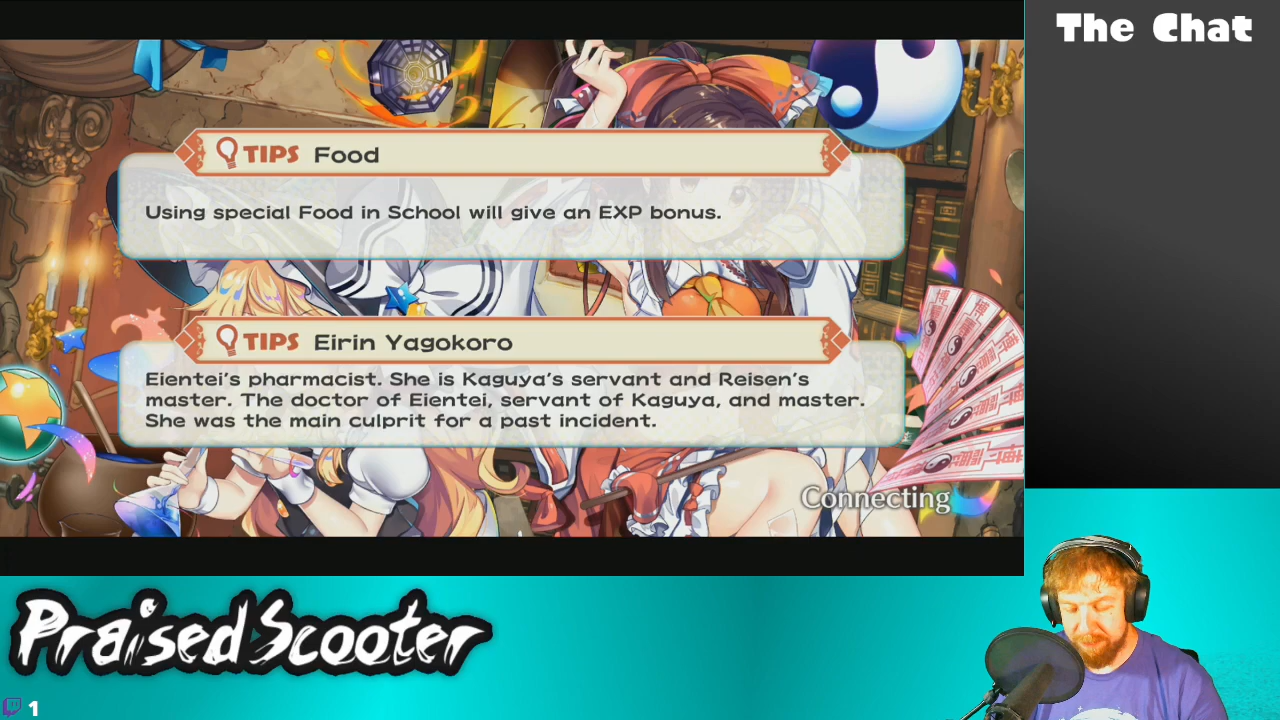 The Chat
TIPS Food
Using special Food in School will give an EXP bonus.
TIPS Eirin Yagokoro
Eientei's pharmacist. She is Kaguya's servant and Reisen's
master. The doctor of Eientei, servant of Kaguya, and master.
She was the main culprit for a past incident.
Connecting
PraisedScooter
1